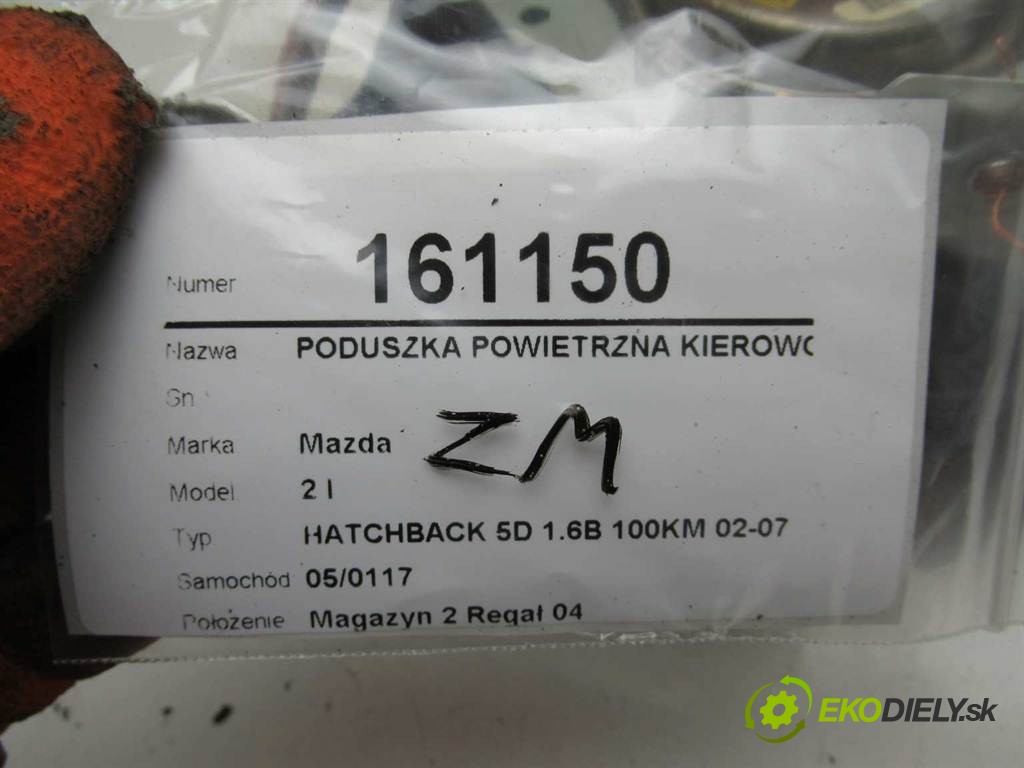 Numer 161150
Nazwa PODUSZKA POWIETRZNA KIEROWC
Sn
Marka Mazda ZM
Model 2 I
Typ HATCHBACK 5D 1.6B 100KM 02-07
Samochód 05/0117
Położenie Magazyn 2 Regał 04
EKODIELY.sk